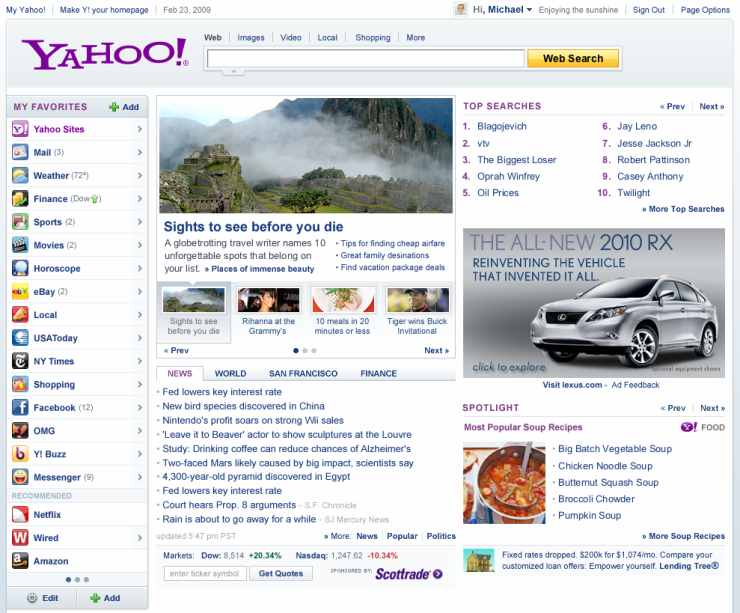 My Yahoo! Make Y! your homepage Feb 23, 2009
Hi, Michael Enjoying the sunshine Sign Out Page Options
YAHOO!
Web Images Video Local Shopping More
Web Search
MY FAVORITES Add
Yahoo Sites
Mail (3)
Weather (72°)
Finance (Dow)
Sports (2)
Movies (2)
Horoscope
eBay (2)
Local
USAToday
NY Times
Shopping
Facebook (12)
OMG
Y! Buzz
Messenger (9)
RECOMMENDED
Netflix
Wired
Amazon
Edit Add
Sights to see before you die
A globetrotting travel writer names 10
unforgettable spots that belong on
your list. » Places of immense beauty
• Tips for finding cheap airfare
• Great family desinations
• Find vacation package deals
Sights to see
before you die
Rihanna at the
Grammy's
10 meals in 20
minutes or less
Tiger wins Buick
Invitational
« Prev Next »
NEWS WORLD SAN FRANCISCO FINANCE
• Fed lowers key interest rate
• New bird species discovered in China
• Nintendo's profit soars on strong Wii sales
• 'Leave it to Beaver' actor to show sculptures at the Louvre
• Study: Drinking coffee can reduce chances of Alzheimer's
• Two-faced Mars likely caused by big impact, scientists say
• 4,300-year-old pyramid discovered in Egypt
• Fed lowers key interest rate
• Court hears Prop. 8 arguments - S.F. Chronicle
• Rain is about to go away for a while - SJ Mercury News
updated 5:47 pm PST » More: News Popular Politics
Markets: Dow: 8,514 +20.34% Nasdaq: 1,247.62 -10.34%
enter ticker symbol Get Quotes SPONSORED BY: Scottrade
TOP SEARCHES « Prev Next »
1. Blagojevich
2. vtv
3. The Biggest Loser
4. Oprah Winfrey
5. Oil Prices
6. Jay Leno
7. Jesse Jackson Jr
8. Robert Pattinson
9. Casey Anthony
10. Twilight
» More Top Searches
THE ALL-NEW 2010 RX
REINVENTING THE VEHICLE
THAT INVENTED IT ALL.
click to explore
optional equipment shown
Visit lexus.com - Ad Feedback
SPOTLIGHT « Prev Next »
Most Popular Soup Recipes Y! FOOD
• Big Batch Vegetable Soup
• Chicken Noodle Soup
• Butternut Squash Soup
• Broccoli Chowder
• Pumpkin Soup
» More Soup Recipes
Fixed rates dropped. $200k for $1,074/mo. Compare your
customized loan offers: Empower yourself. Lending Tree®